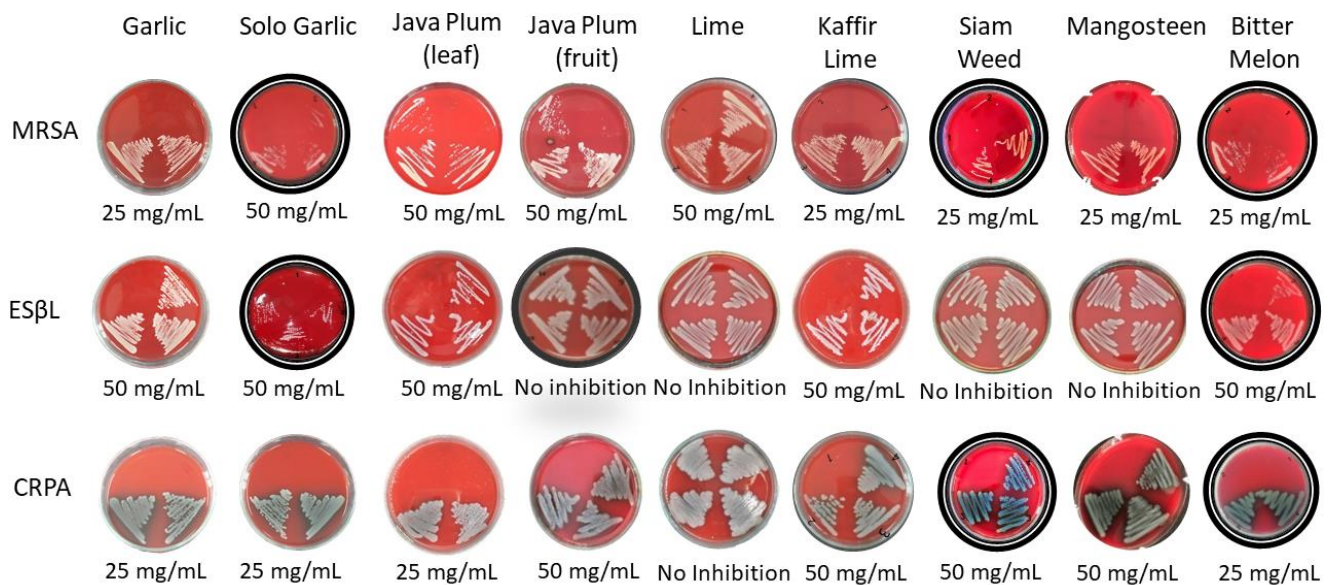 Garlic
Solo Garlic
Java Plum
(leaf)
Java Plum
(fruit)
Lime
Kaffir
Lime
Siam
Weed
Mangosteen
Bitter
Melon
MRSA
25 mg/mL
50 mg/mL
50 mg/mL
50 mg/mL
50 mg/mL
25 mg/mL
25 mg/mL
25 mg/mL
25 mg/mL
ESβL
50 mg/mL
50 mg/mL
50 mg/mL
No inhibition
No Inhibition
50 mg/mL
No Inhibition
No Inhibition
50 mg/mL
CRPA
25 mg/mL
25 mg/mL
25 mg/mL
50 mg/mL
No Inhibition
50 mg/mL
50 mg/mL
50 mg/mL
25 mg/mL